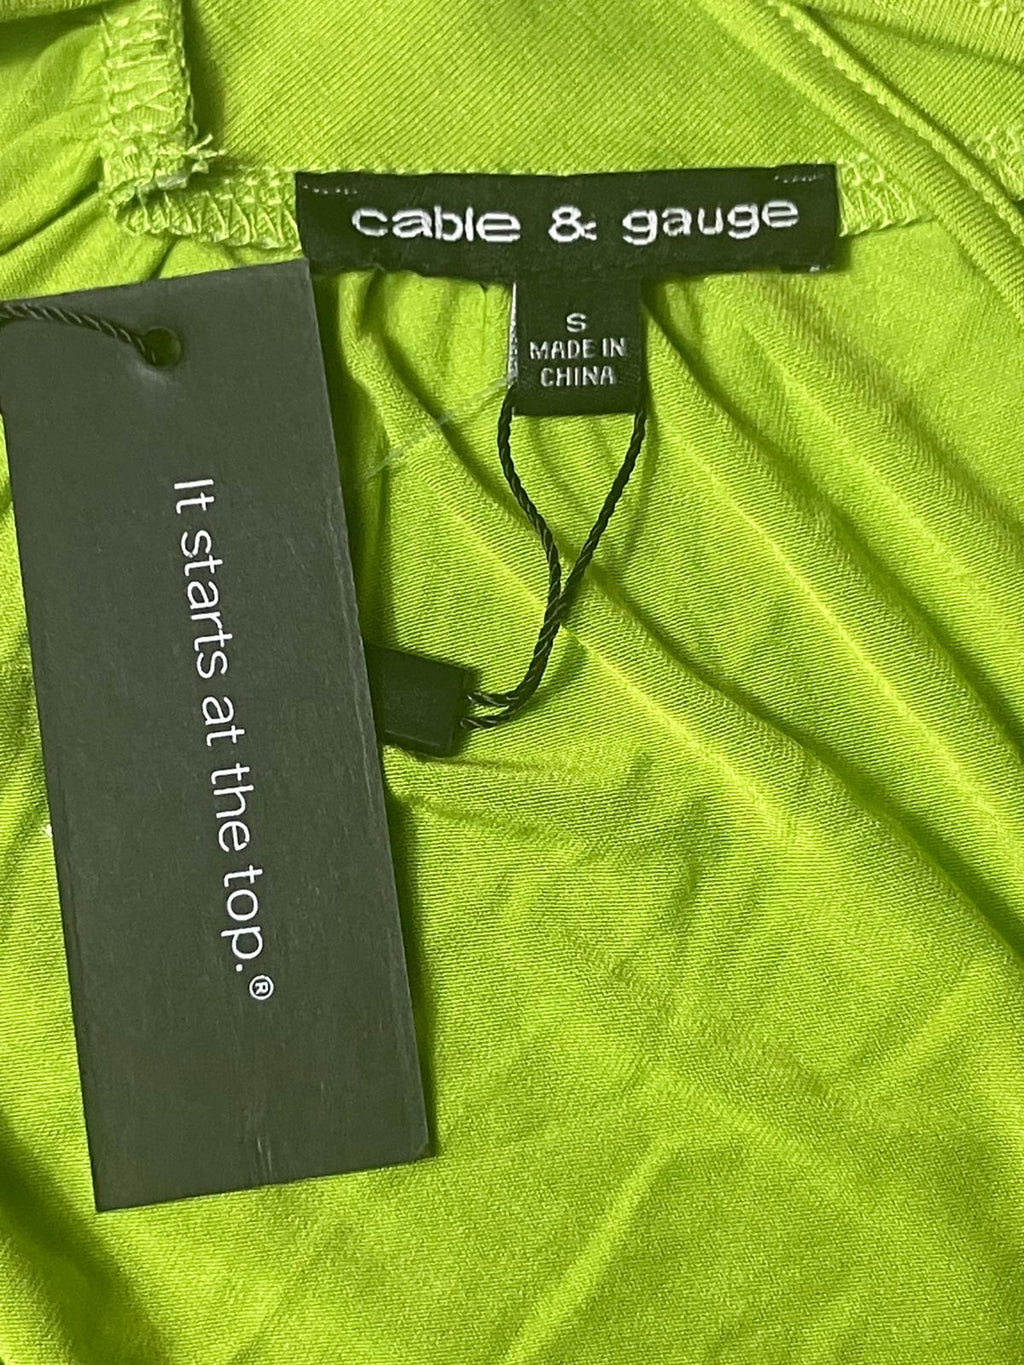 cable & gauge
S
MADE IN
CHINA
It starts at the top.®